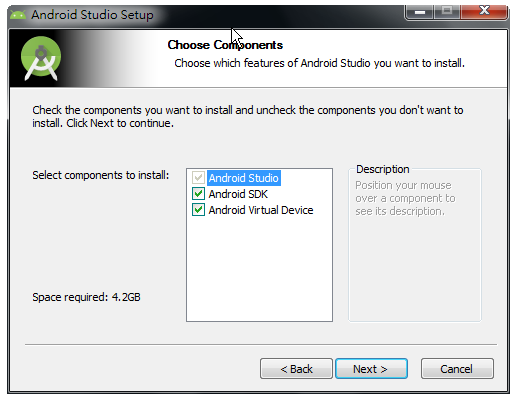 Android Studio Setup
Choose Components
Choose which features of Android Studio you want to install.
Check the components you want to install and uncheck the components you don't want to
install. Click Next to continue.
Select components to install:
Android Studio
Android SDK
Android Virtual Device
Description
Position your mouse
over a component to
see its description.
Space required: 4.2GB
< Back
Next >
Cancel